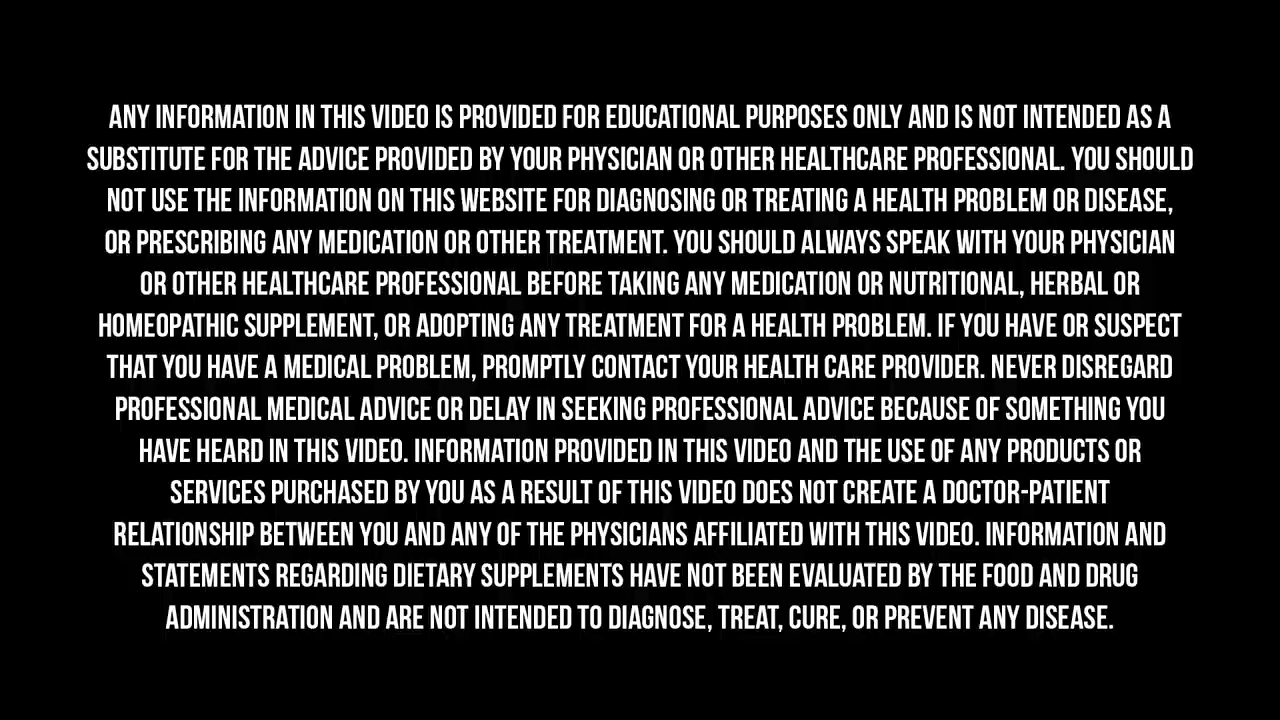 ANY INFORMATION IN THIS VIDEO IS PROVIDED FOR EDUCATIONAL PURPOSES ONLY AND IS NOT INTENDED AS A
SUBSTITUTE FOR THE ADVICE PROVIDED BY YOUR PHYSICIAN OR OTHER HEALTHCARE PROFESSIONAL. YOU SHOULD
NOT USE THE INFORMATION ON THIS WEBSITE FOR DIAGNOSING OR TREATING A HEALTH PROBLEM OR DISEASE,
OR PRESCRIBING ANY MEDICATION OR OTHER TREATMENT. YOU SHOULD ALWAYS SPEAK WITH YOUR PHYSICIAN
OR OTHER HEALTHCARE PROFESSIONAL BEFORE TAKING ANY MEDICATION OR NUTRITIONAL, HERBAL OR
HOMEOPATHIC SUPPLEMENT, OR ADOPTING ANY TREATMENT FOR A HEALTH PROBLEM. IF YOU HAVE OR SUSPECT
THAT YOU HAVE A MEDICAL PROBLEM, PROMPTLY CONTACT YOUR HEALTH CARE PROVIDER. NEVER DISREGARD
PROFESSIONAL MEDICAL ADVICE OR DELAY IN SEEKING PROFESSIONAL ADVICE BECAUSE OF SOMETHING YOU
HAVE HEARD IN THIS VIDEO. INFORMATION PROVIDED IN THIS VIDEO AND THE USE OF ANY PRODUCTS OR
SERVICES PURCHASED BY YOU AS A RESULT OF THIS VIDEO DOES NOT CREATE A DOCTOR-PATIENT
RELATIONSHIP BETWEEN YOU AND ANY OF THE PHYSICIANS AFFILIATED WITH THIS VIDEO. INFORMATION AND
STATEMENTS REGARDING DIETARY SUPPLEMENTS HAVE NOT BEEN EVALUATED BY THE FOOD AND DRUG
ADMINISTRATION AND ARE NOT INTENDED TO DIAGNOSE, TREAT, CURE, OR PREVENT ANY DISEASE.